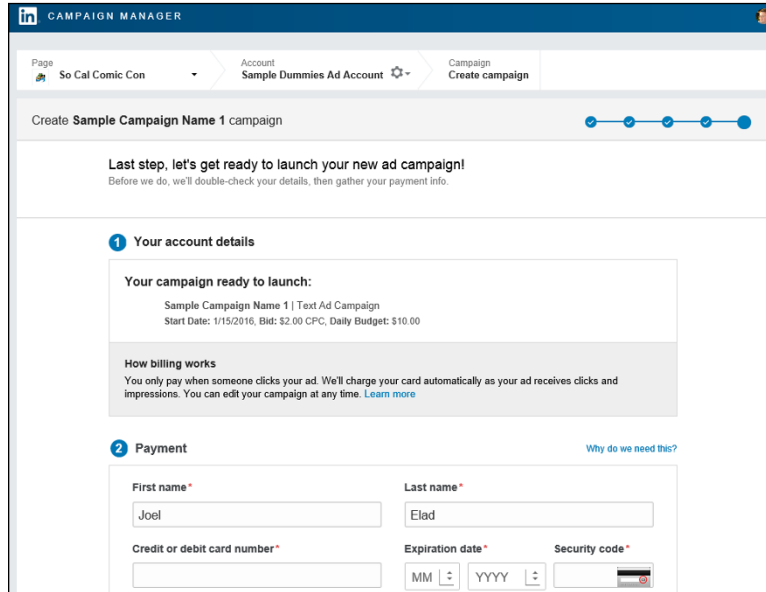 in. CAMPAIGN MANAGER
Page Account Campaign
So Cal Comic Con Sample Dummies Ad Account Create campaign
Create Sample Campaign Name 1 campaign
Last step, let's get ready to launch your new ad campaign!
Before we do, we'll double-check your details, then gather your payment info.
1 Your account details
Your campaign ready to launch:
Sample Campaign Name 1 | Text Ad Campaign
Start Date: 1/15/2016, Bid: $2.00 CPC, Daily Budget: $10.00
How billing works
You only pay when someone clicks your ad. We'll charge your card automatically as your ad receives clicks and
impressions. You can edit your campaign at any time. Learn more
2 Payment Why do we need this?
First name* Last name*
Joel Elad
Credit or debit card number* Expiration date* Security code*
MM YYYY